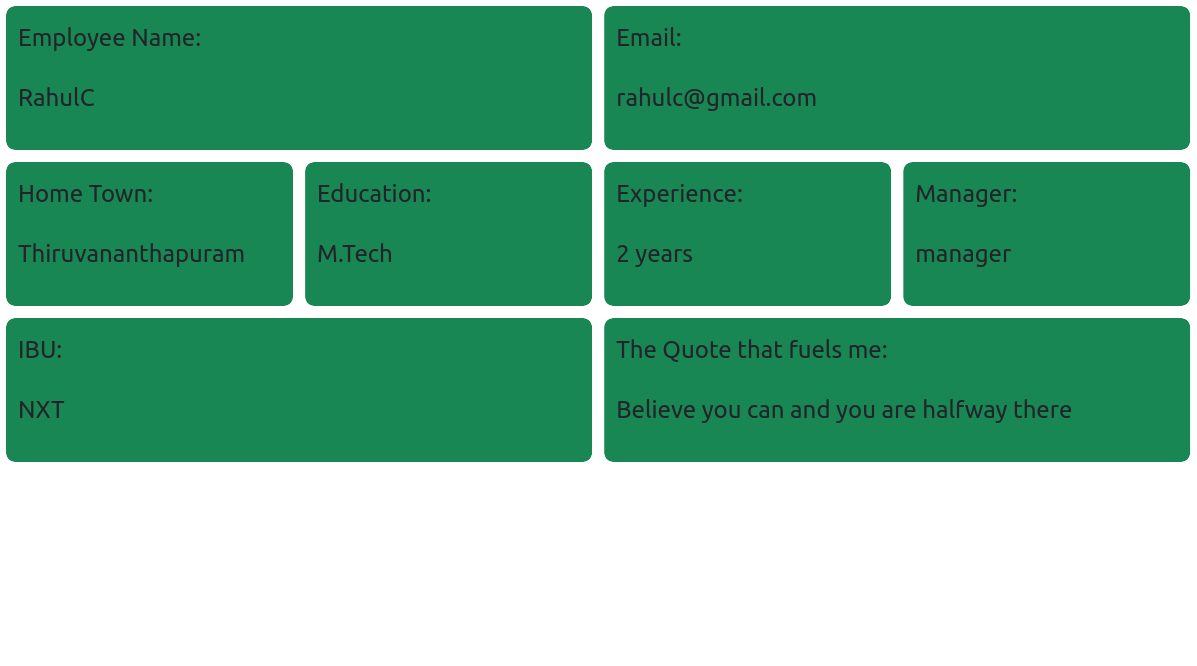 Employee Name:
RahulC
Email:
rahulc@gmail.com
Home Town:
Thiruvananthapuram
Education:
M.Tech
Experience:
2 years
Manager:
manager
IBU:
NXT
The Quote that fuels me:
Believe you can and you are halfway there